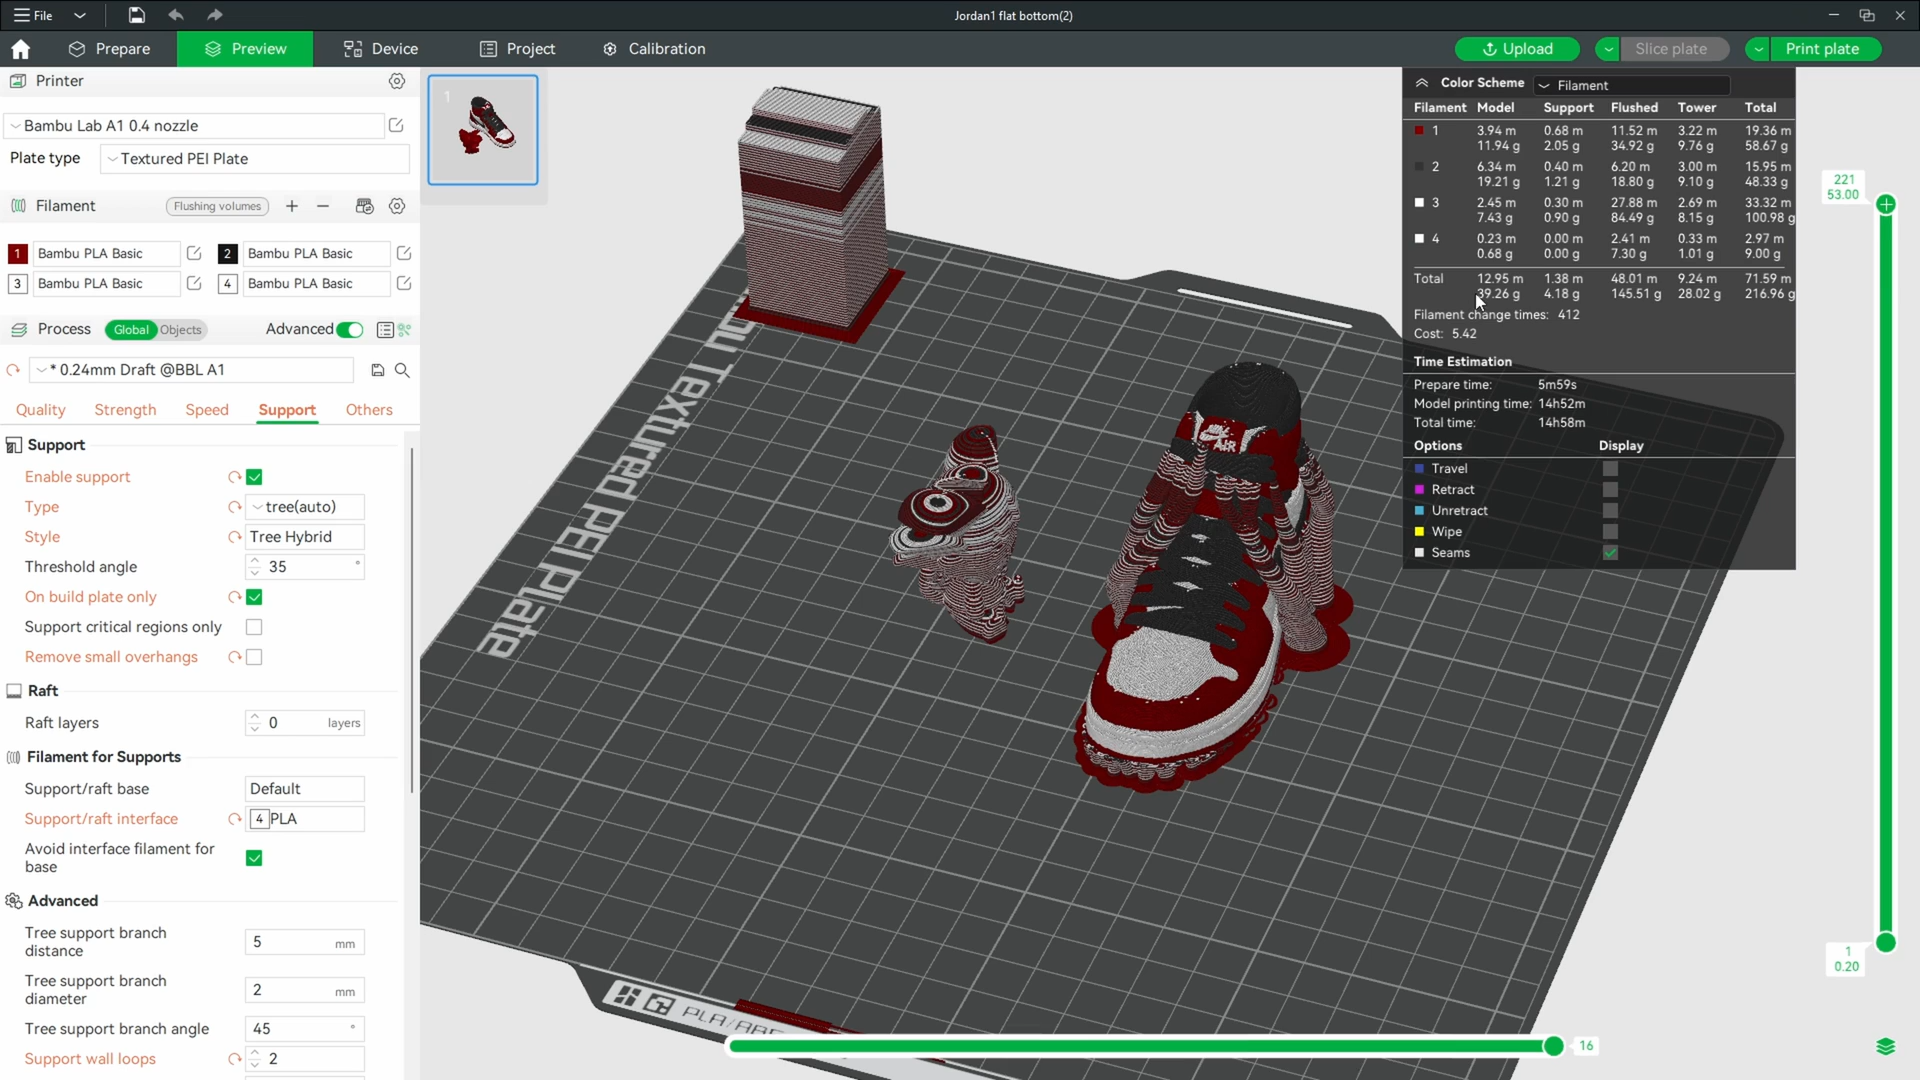 File
Jordan1 flat bottom(2)
Prepare
Preview
Device
Project
Calibration
Upload
Slice plate
Print plate
Printer
Bambu Lab A1 0.4 nozzle
Plate type
Textured PEI Plate
Filament
Flushing volumes
1 Bambu PLA Basic
2 Bambu PLA Basic
3 Bambu PLA Basic
4 Bambu PLA Basic
Process
Global
Objects
Advanced
* 0.24mm Draft @BBL A1
Quality
Strength
Speed
Support
Others
Support
Enable support
Type
tree(auto)
Style
Tree Hybrid
Threshold angle
35 °
On build plate only
Support critical regions only
Remove small overhangs
Raft
Raft layers
0 layers
Filament for Supports
Support/raft base
Default
Support/raft interface
4 PLA
Avoid interface filament for
base
Advanced
Tree support branch
distance
5 mm
Tree support branch
diameter
2 mm
Tree support branch angle
45 °
Support wall loops
2
1
Textured PEI Plate
AIR
Color Scheme
Filament
Filament Model Support Flushed Tower Total
1 3.94 m 0.68 m 11.52 m 3.22 m 19.36 m
11.94 g 2.05 g 34.92 g 9.76 g 58.67 g
2 6.34 m 0.40 m 6.20 m 3.00 m 15.95 m
19.21 g 1.21 g 18.80 g 9.10 g 48.33 g
3 2.45 m 0.30 m 27.88 m 2.69 m 33.32 m
7.43 g 0.90 g 84.49 g 8.15 g 100.98 g
4 0.23 m 0.00 m 2.41 m 0.33 m 2.97 m
0.68 g 0.00 g 7.30 g 1.01 g 9.00 g
Total 12.95 m 1.38 m 48.01 m 9.24 m 71.59 m
39.26 g 4.18 g 145.51 g 28.02 g 216.96 g
Filament change times: 412
Cost: 5.42
Time Estimation
Prepare time: 5m59s
Model printing time: 14h52m
Total time: 14h58m
Options Display
Travel
Retract
Unretract
Wipe
Seams
221
53.00
1
0.20
16